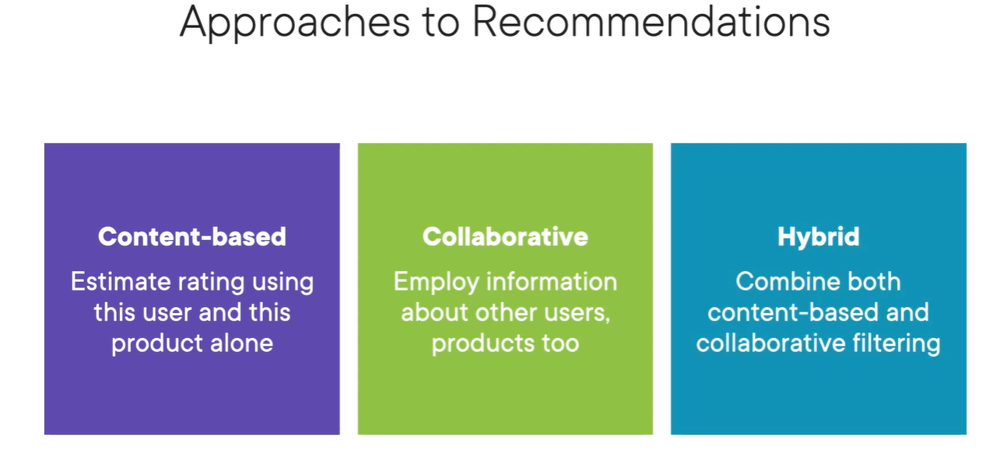 Approaches to Recommendations
Content-based
Estimate rating using
this user and this
product alone
Collaborative
Employ information
about other users,
products too
Hybrid
Combine both
content-based and
collaborative filtering